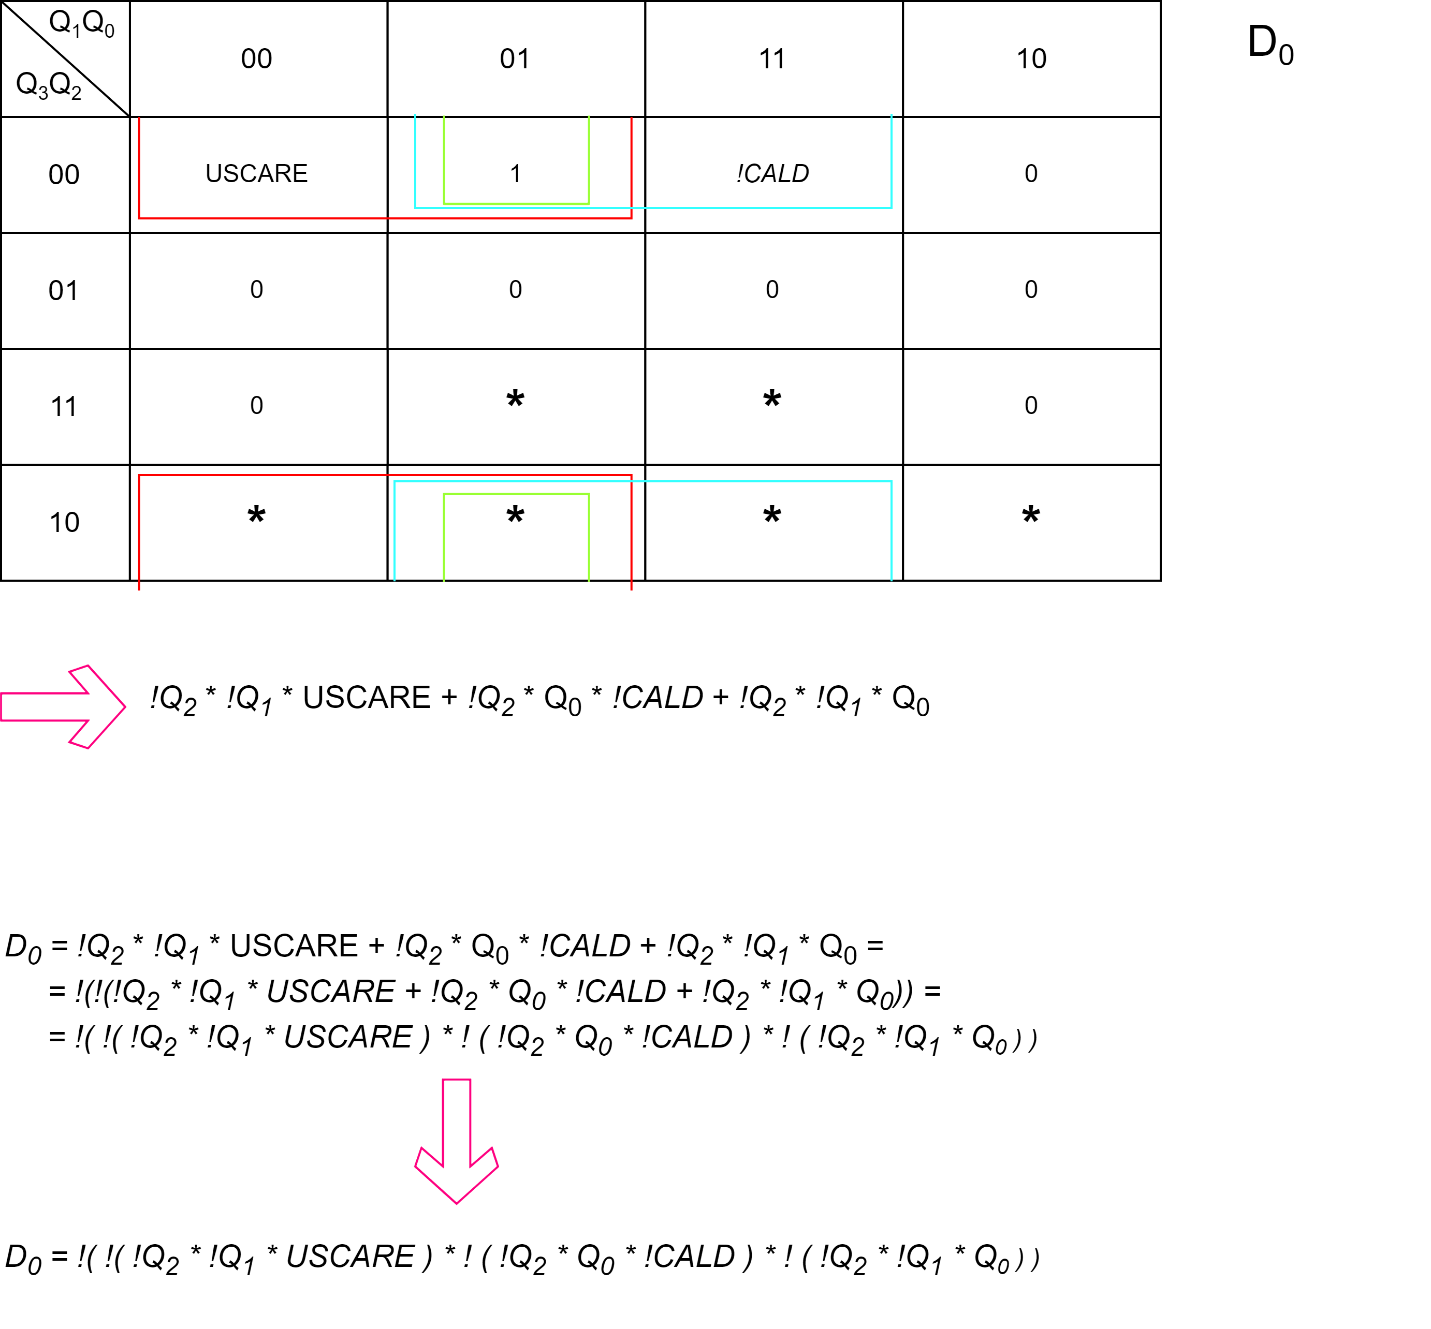 Q₁Q₀ 00 01 11 10 D₀
Q₃Q₂
00 USCARE 1 !CALD 0
01 0 0 0 0
11 0 * * 0
10 * * * *
!Q₂ * !Q₁ * USCARE + !Q₂ * Q₀ * !CALD + !Q₂ * !Q₁ * Q₀
D₀ = !Q₂ * !Q₁ * USCARE + !Q₂ * Q₀ * !CALD + !Q₂ * !Q₁ * Q₀ =
= !(!(!Q₂ * !Q₁ * USCARE + !Q₂ * Q₀ * !CALD + !Q₂ * !Q₁ * Q₀)) =
= !( !( !Q₂ * !Q₁ * USCARE ) * ! ( !Q₂ * Q₀ * !CALD ) * ! ( !Q₂ * !Q₁ * Q₀ ) )
D₀ = !( !( !Q₂ * !Q₁ * USCARE ) * ! ( !Q₂ * Q₀ * !CALD ) * ! ( !Q₂ * !Q₁ * Q₀ ) )